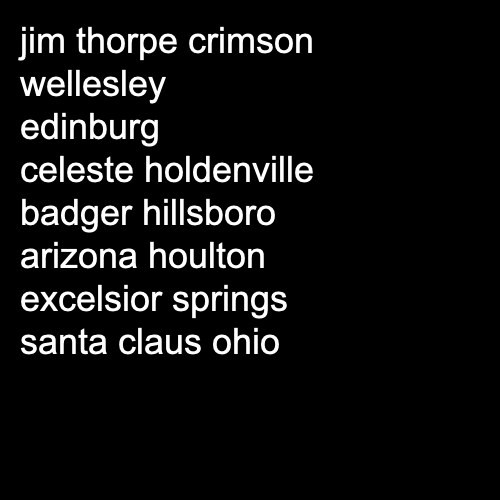 jim thorpe crimson
wellesley
edinburg
celeste holdenville
badger hillsboro
arizona houlton
excelsior springs
santa claus ohio